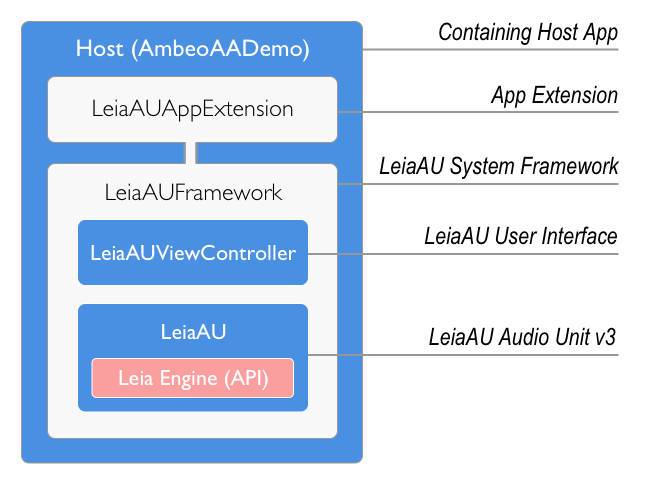 Host (AmbeoAADemo)
Containing Host App
LeiaAUAppExtension
App Extension
LeiaAU System Framework
LeiaAUFramework
LeiaAUViewController
LeiaAU User Interface
LeiaAU
LeiaAU Audio Unit v3
Leia Engine (API)